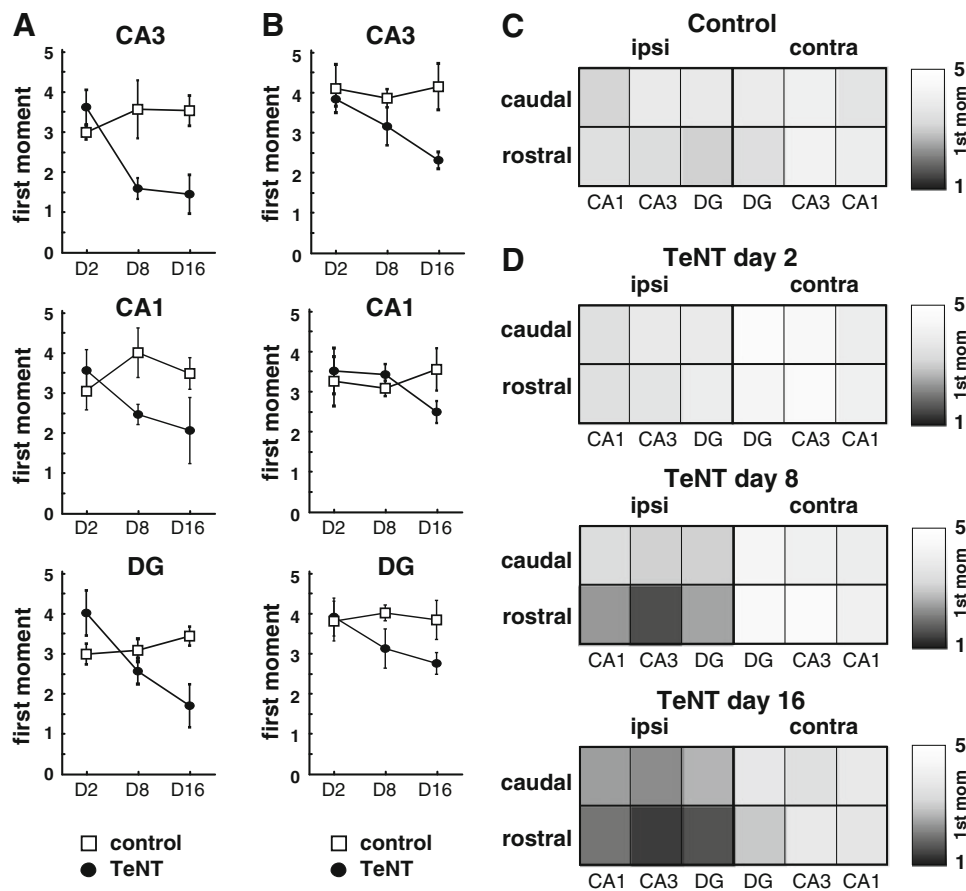 A
CA3
first moment
5
4
3
2
1
0
D2 D8 D16
CA1
first moment
5
4
3
2
1
0
D2 D8 D16
DG
first moment
5
4
3
2
1
0
D2 D8 D16
control
TeNT
B
CA3
first moment
5
4
3
2
1
0
D2 D8 D16
CA1
first moment
5
4
3
2
1
0
D2 D8 D16
DG
first moment
5
4
3
2
1
0
D2 D8 D16
control
TeNT
C
Control
ipsi contra
caudal
rostral
CA1 CA3 DG DG CA3 CA1
5
1st mom
1
D
TeNT day 2
ipsi contra
caudal
rostral
CA1 CA3 DG DG CA3 CA1
5
1st mom
1
TeNT day 8
ipsi contra
caudal
rostral
CA1 CA3 DG DG CA3 CA1
5
1st mom
1
TeNT day 16
ipsi contra
caudal
rostral
CA1 CA3 DG DG CA3 CA1
5
1st mom
1